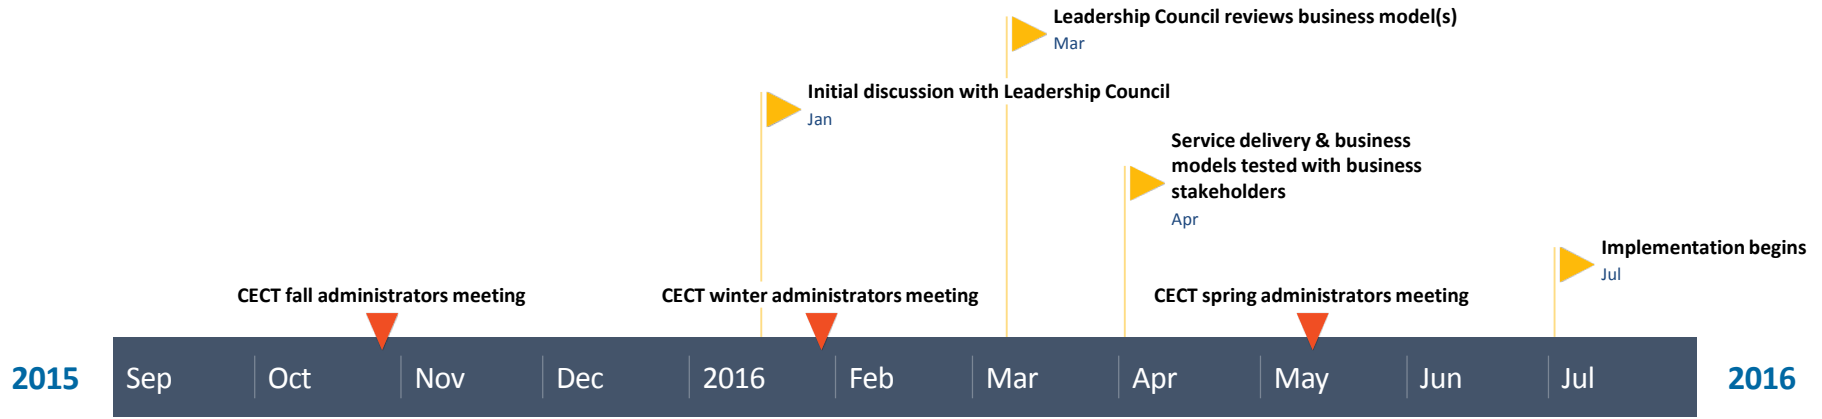 Leadership Council reviews business model(s)
Mar
Initial discussion with Leadership Council
Jan
Service delivery & business
models tested with business
stakeholders
Apr
Implementation begins
Jul
CECT fall administrators meeting
CECT winter administrators meeting
CECT spring administrators meeting
2015
Sep
Oct
Nov
Dec
2016
Feb
Mar
Apr
May
Jun
Jul
2016